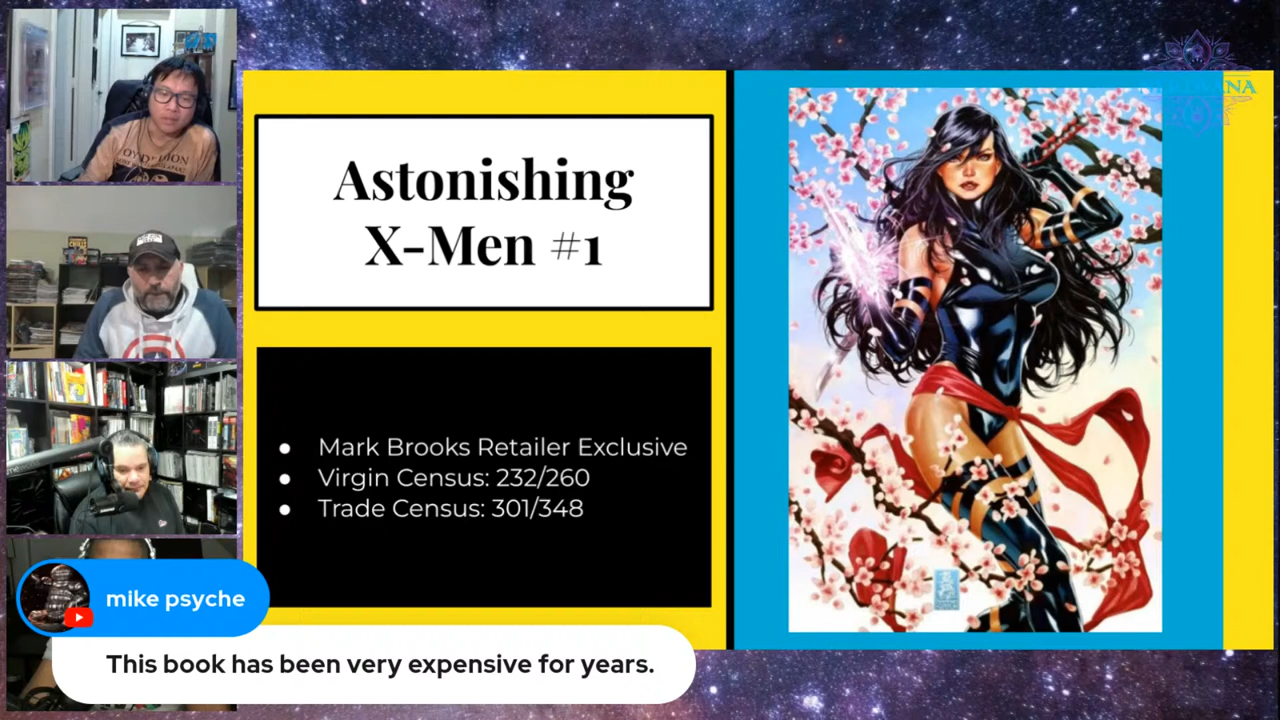 Astonishing
X-Men #1
Mark Brooks Retailer Exclusive
Virgin Census: 232/260
Trade Census: 301/348
mike psyche
This book has been very expensive for years.